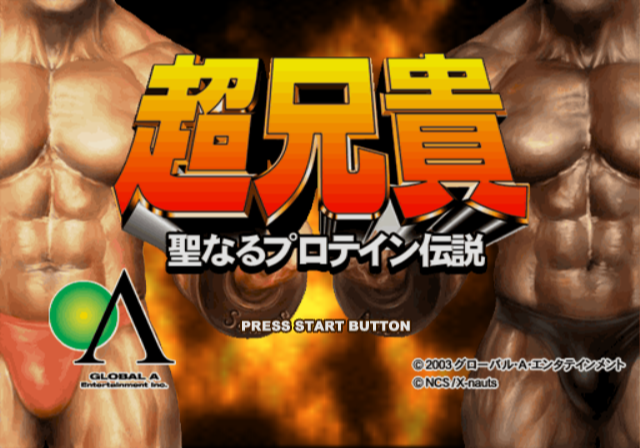 超兄貴
聖なるプロテイン伝説
PRESS START BUTTON
GLOBAL A
Entertainment Inc.
© 2003 グローバル・A・エンタテインメント
© NCS/X-nauts